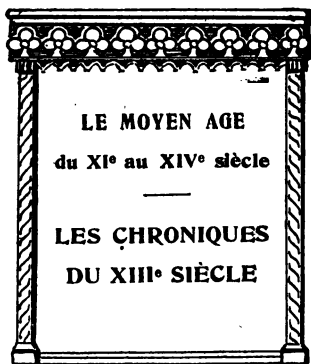 LE MOYEN AGE
du XIe au XIVe siècle
LES CHRONIQUES
DU XIIIe SIÈCLE